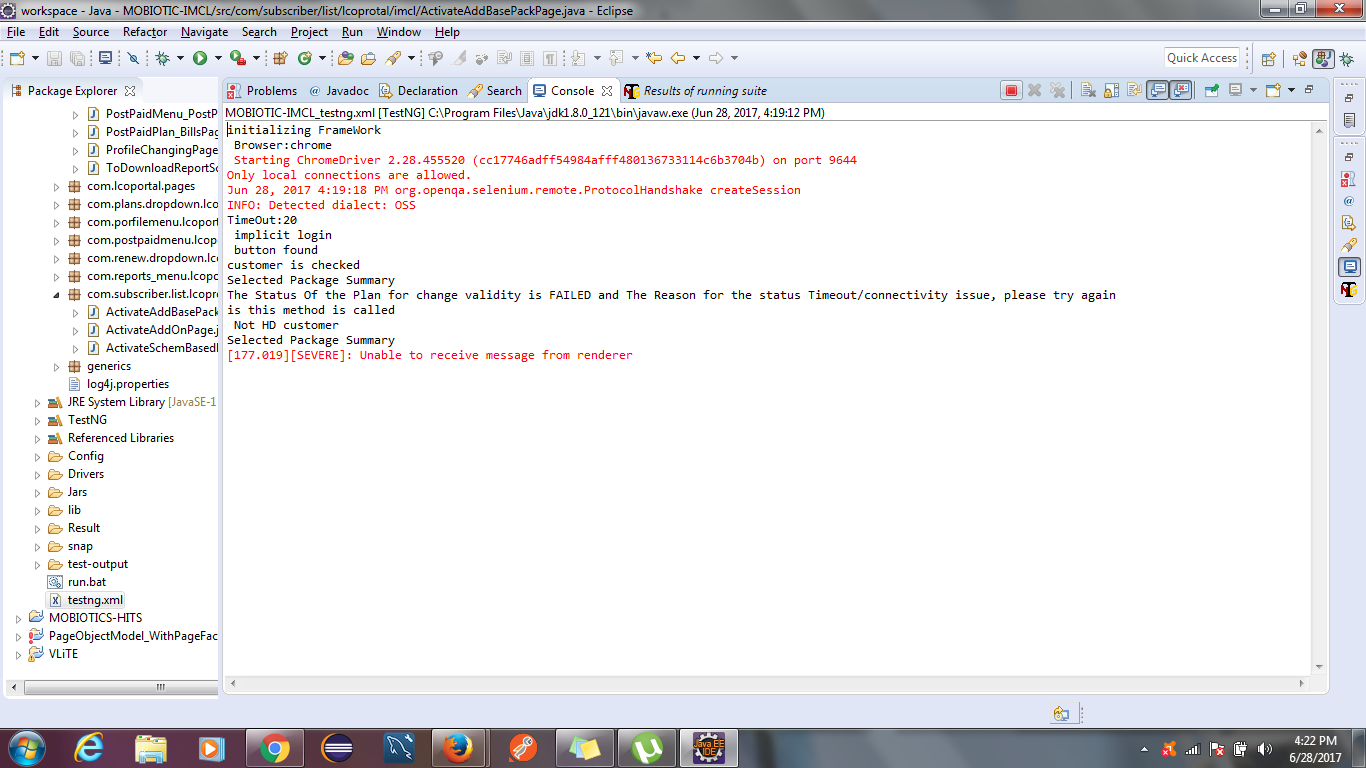 workspace - Java - MOBIOTIC-IMCL/src/com/subscriber/list/lcoprotal/imcl/ActivateAddBasePackPage.java - Eclipse
File Edit Source Refactor Navigate Search Project Run Window Help
Quick Access
Package Explorer
PostPaidMenu_PostP
PostPaidPlan_BillsPag
ProfileChangingPage
ToDownloadReportSc
com.lcoportal.pages
com.plans.dropdown.lco
com.porfilemenu.lcoport
com.postpaidmenu.lcop
com.renew.dropdown.lco
com.reports_menu.lcopo
com.subscriber.list.lcopr
ActivateAddBasePack
ActivateAddOnPage.j
ActivateSchemBasedI
generics
log4j.properties
JRE System Library [JavaSE-1
TestNG
Referenced Libraries
Config
Drivers
Jars
lib
Result
snap
test-output
run.bat
testng.xml
MOBIOTICS-HITS
PageObjectModel_WithPageFac
VLiTE
Problems @ Javadoc Declaration Search Console Results of running suite
MOBIOTIC-IMCL_testng.xml [TestNG] C:\Program Files\Java\jdk1.8.0_121\bin\javaw.exe (Jun 28, 2017, 4:19:12 PM)
initializing FrameWork
Browser:chrome
Starting ChromeDriver 2.28.455520 (cc17746adff54984afff480136733114c6b3704b) on port 9644
Only local connections are allowed.
Jun 28, 2017 4:19:18 PM org.openqa.selenium.remote.ProtocolHandshake createSession
INFO: Detected dialect: OSS
TimeOut:20
implicit login
button found
customer is checked
Selected Package Summary
The Status Of the Plan for change validity is FAILED and The Reason for the status Timeout/connectivity issue, please try again
is this method is called
Not HD customer
Selected Package Summary
[177.019][SEVERE]: Unable to receive message from renderer
Java EE
IDE
4:22 PM
6/28/2017